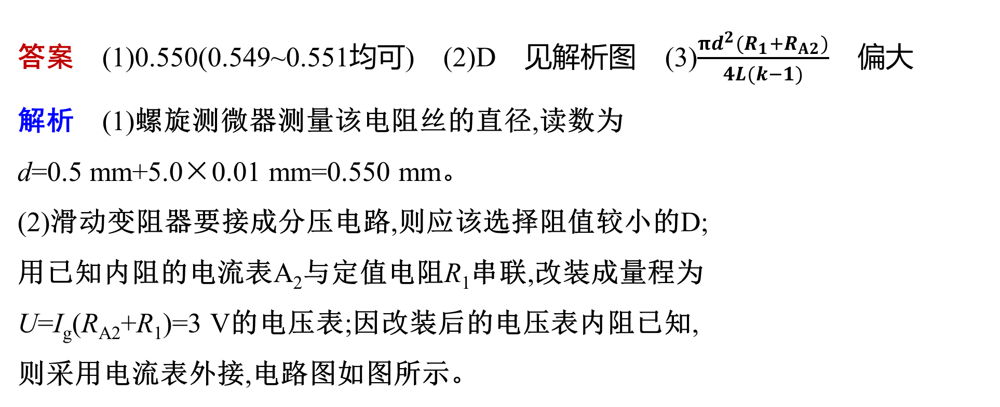 答案 (1)0.550(0.549~0.551均可) (2)D 见解析图 (3)$\frac{\pi d^2(R_1+R_{A2})}{4L(k-1)}$ 偏大
解析 (1)螺旋测微器测量该电阻丝的直径,读数为
d=0.5 mm+5.0×0.01 mm=0.550 mm。
(2)滑动变阻器要接成分压电路,则应该选择阻值较小的D;
用已知内阻的电流表A₂与定值电阻R₁串联,改装成量程为
U=I_g(R_{A2}+R₁)=3 V的电压表;因改装后的电压表内阻已知,
则采用电流表外接,电路图如图所示。